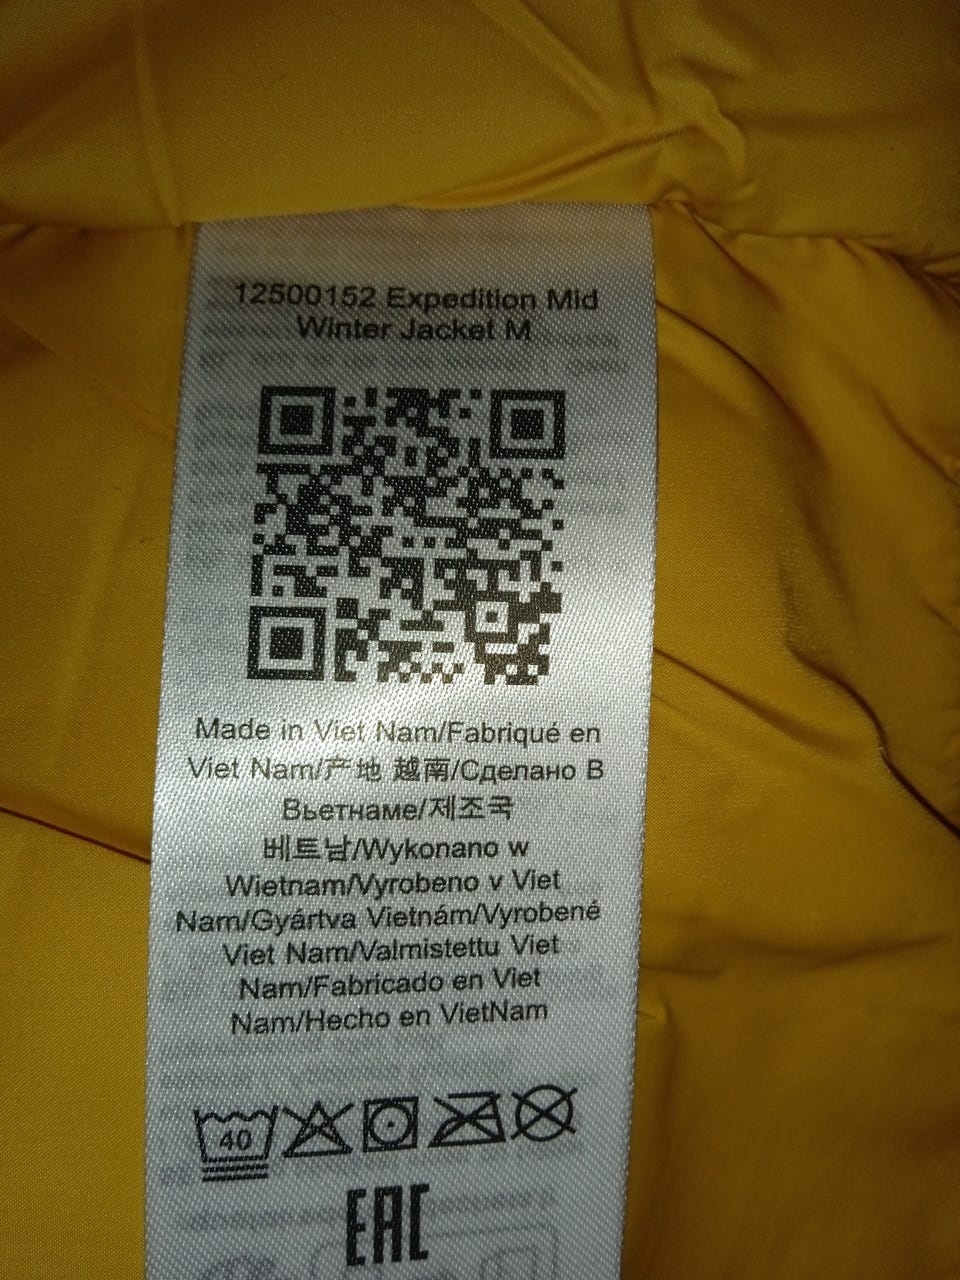 12500152 Expedition Mid
Winter Jacket M
Made in Viet Nam/Fabriqué en
Viet Nam/产地 越南/Сделано В
Вьетнаме/제조국
베트남/Wykonano w
Wietnam/Vyrobeno v Viet
Nam/Gyártva Vietnám/Vyrobené
Viet Nam/Valmistettu Viet
Nam/Fabricado en Viet
Nam/Hecho en VietNam
40
EAC